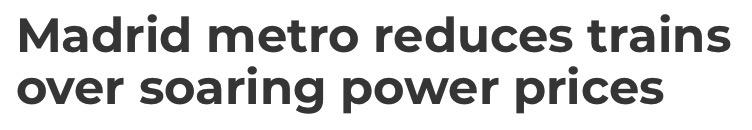 Madrid metro reduces trains
over soaring power prices